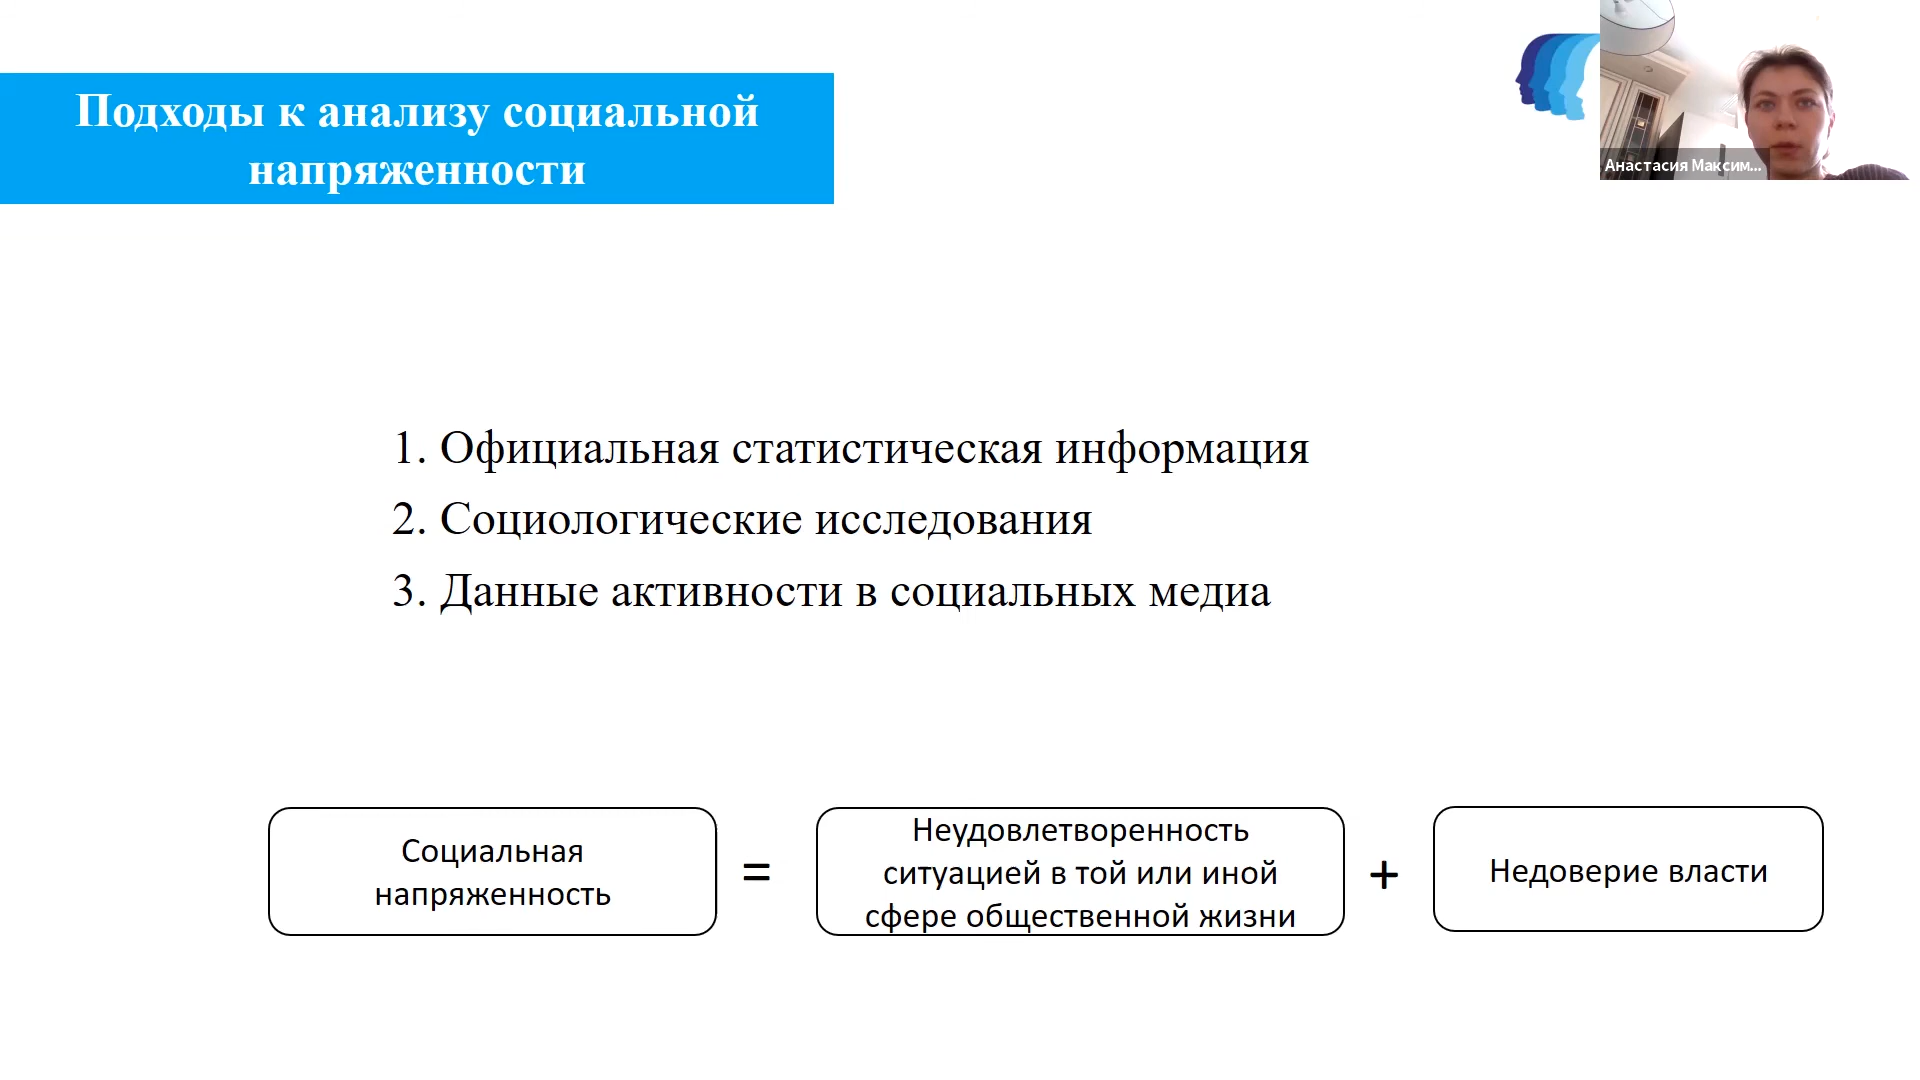 Подходы к анализу социальной
напряженности
Анастасия Максим...
1. Официальная статистическая информация
2. Социологические исследования
3. Данные активности в социальных медиа
Социальная
напряженность
=
Неудовлетворенность
ситуацией в той или иной
сфере общественной жизни
+
Недоверие власти